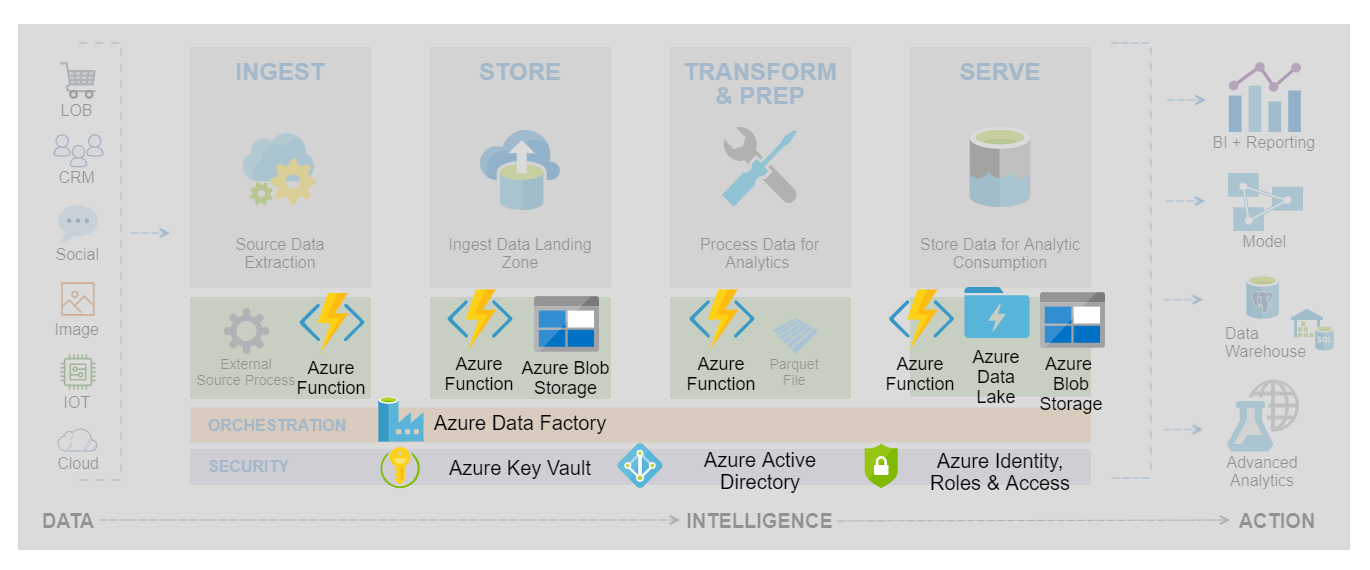 INGEST
STORE
TRANSFORM
& PREP
SERVE
LOB
CRM
Social
Image
IOT
Cloud
Source Data
Extraction
Ingest Data Landing
Zone
Process Data for
Analytics
Store Data for Analytic
Consumption
External
Source Process
Azure
Function
Azure
Function
Azure Blob
Storage
Azure
Function
Parquet
File
Azure
Function
Azure
Data
Lake
Azure
Blob
Storage
ORCHESTRATION
Azure Data Factory
SECURITY
Azure Key Vault
Azure Active
Directory
Azure Identity,
Roles & Access
BI + Reporting
Model
Data
Warehouse
SQL
Advanced
Analytics
DATA
INTELLIGENCE
ACTION